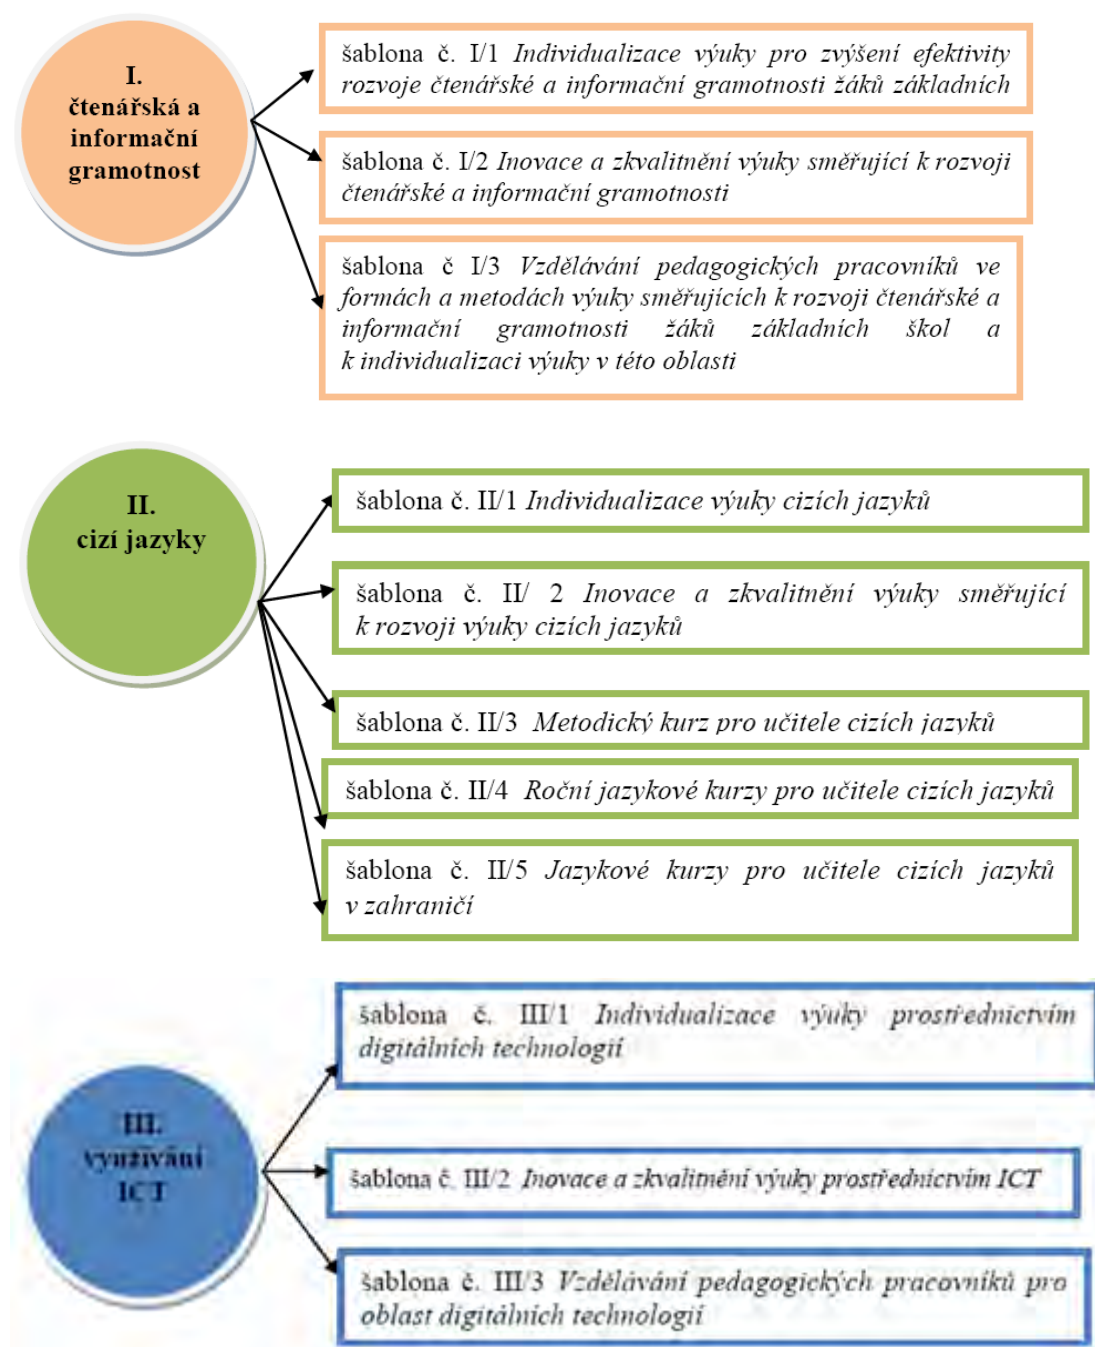 I.
čtenářská a
informační
gramotnost
šablona č. I/1 Individualizace výuky pro zvýšení efektivity
rozvoje čtenářské a informační gramotnosti žáků základních
šablona č. I/2 Inovace a zkvalitnění výuky směřující k rozvoji
čtenářské a informační gramotnosti
šablona č I/3 Vzdělávání pedagogických pracovníků ve
formách a metodách výuky směřujících k rozvoji čtenářské a
informační gramotnosti žáků základních škol a
k individualizaci výuky v této oblasti
II.
cizí jazyky
šablona č. II/1 Individualizace výuky cizích jazyků
šablona č. II/ 2 Inovace a zkvalitnění výuky směřující
k rozvoji výuky cizích jazyků
šablona č. II/3 Metodický kurz pro učitele cizích jazyků
šablona č. II/4 Roční jazykové kurzy pro učitele cizích jazyků
šablona č. II/5 Jazykové kurzy pro učitele cizích jazyků
v zahraničí
III.
využívání
ICT
šablona č. III/1 Individualizace výuky prostřednictvím
digitálních technologií
šablona č. III/2 Inovace a zkvalitnění výuky prostřednictvím ICT
šablona č. III/3 Vzdělávání pedagogických pracovníků pro
oblast digitálních technologií